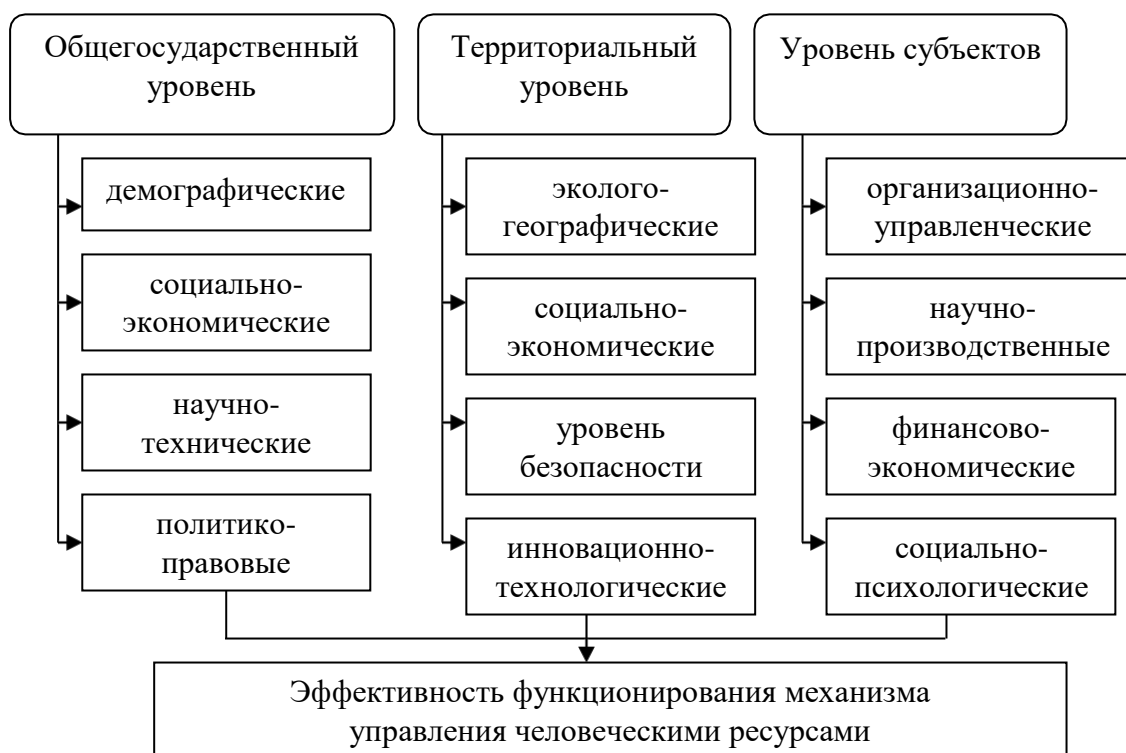 Общегосударственный
уровень
демографические
социально-
экономические
научно-
технические
политико-
правовые
Территориальный
уровень
эколого-
географические
социально-
экономические
уровень
безопасности
инновационно-
технологические
Уровень субъектов
организационно-
управленческие
научно-
производственные
финансово-
экономические
социально-
психологические
Эффективность функционирования механизма
управления человеческими ресурсами